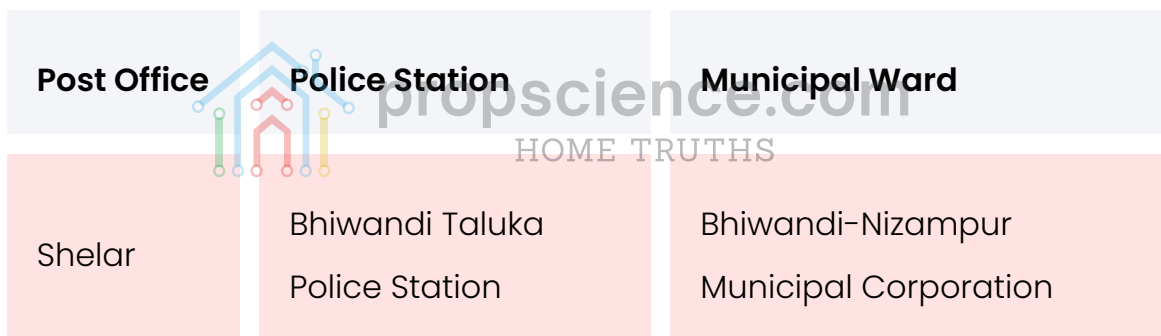 Post Office Police Station Municipal Ward
propscience.com
HOME TRUTHS
Shelar
Bhiwandi Taluka
Police Station
Bhiwandi-Nizampur
Municipal Corporation